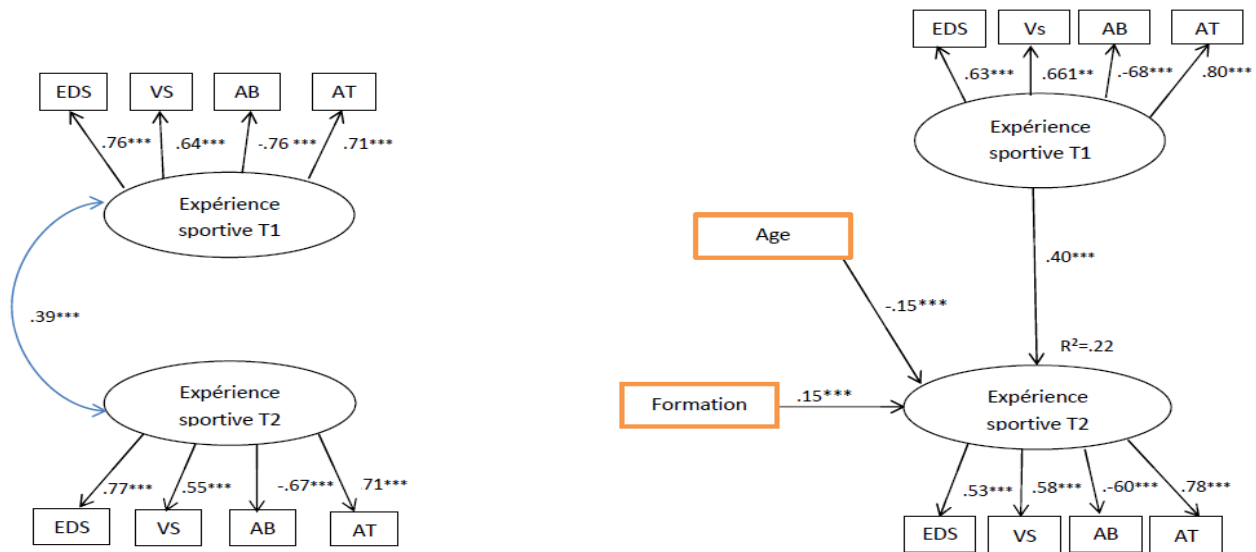 EDS VS AB AT
.76*** .64*** -.76 *** .71***
Expérience
sportive T1
.39***
Expérience
sportive T2
.77*** .55*** -.67*** .71***
EDS VS AB AT
EDS Vs AB AT
.63*** .661** .-68*** .80***
Expérience
sportive T1
Age
.40***
-.15***
R²=.22
Formation
.15***
Expérience
sportive T2
.53*** .58*** .-60*** .78***
EDS VS AB AT